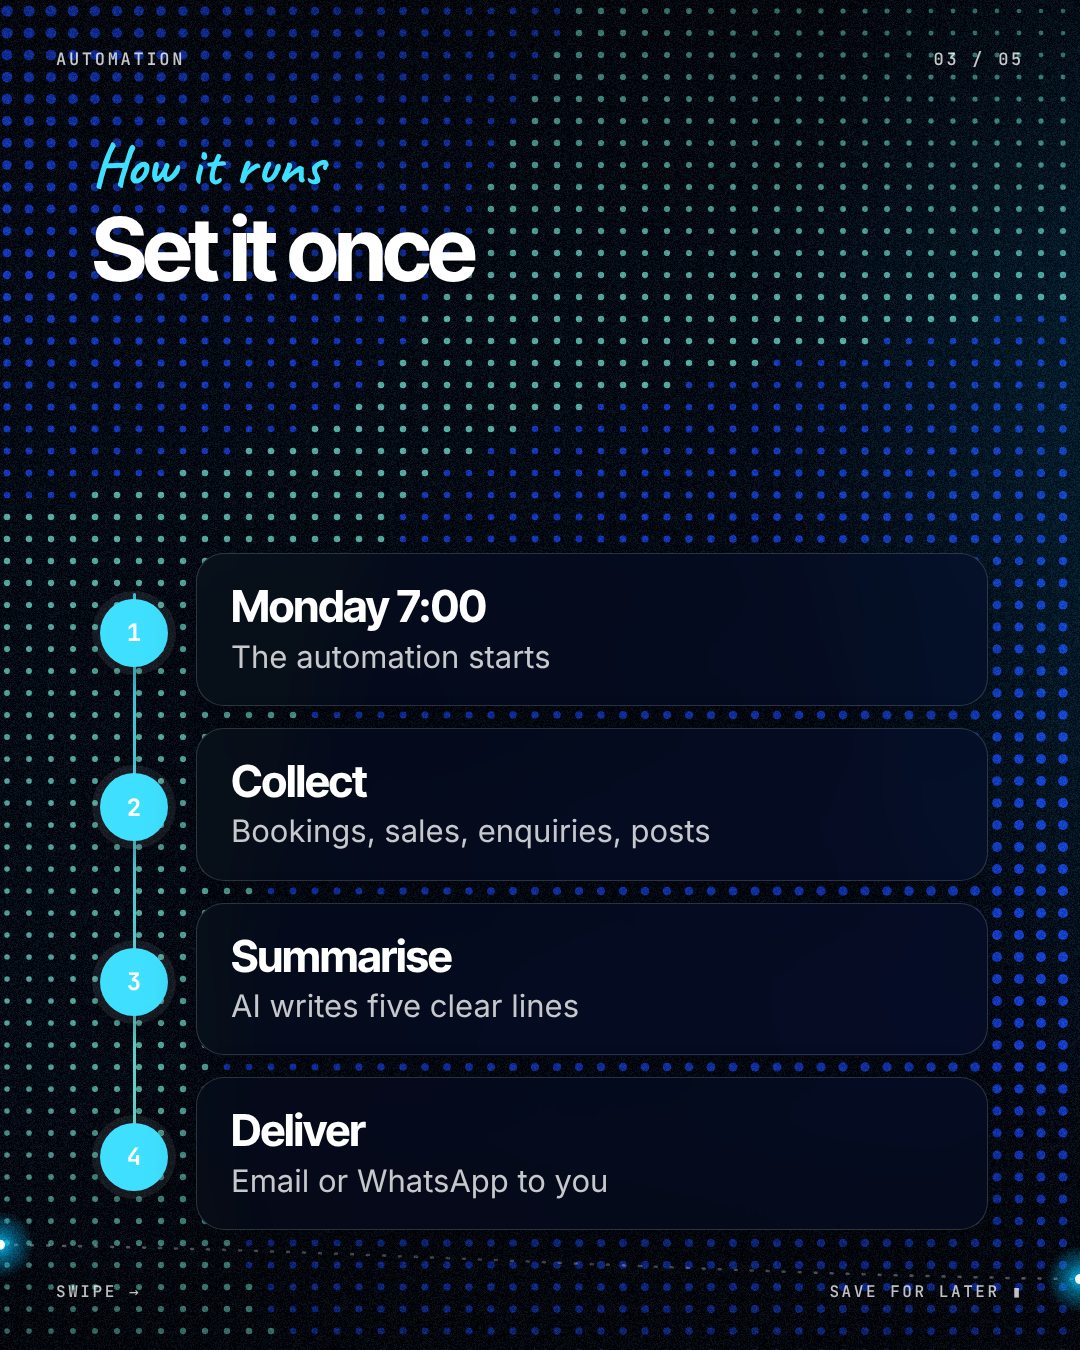 AUTOMATION
03 / 05
How it runs
Set it once
1
Monday 7:00
The automation starts
2
Collect
Bookings, sales, enquiries, posts
3
Summarise
AI writes five clear lines
4
Deliver
Email or WhatsApp to you
SWIPE →
SAVE FOR LATER ▮